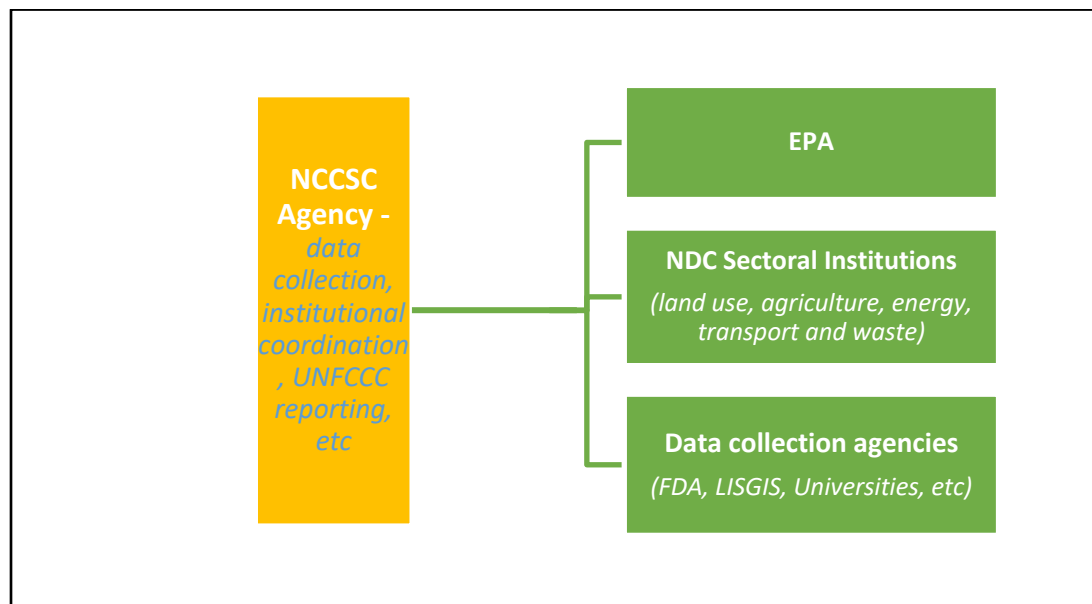 NCCSC
Agency -
data
collection,
institutional
coordination
, UNFCCC
reporting,
etc
EPA
NDC Sectoral Institutions
(land use, agriculture, energy,
transport and waste)
Data collection agencies
(FDA, LISGIS, Universities, etc)